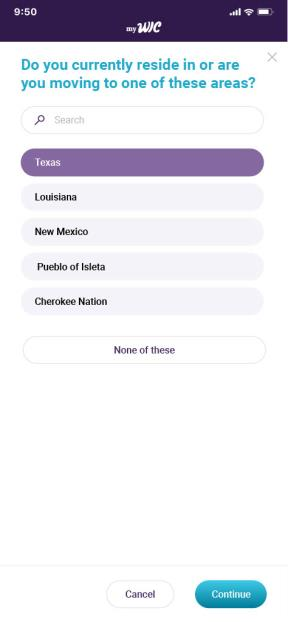 9:50
my WIC
Do you currently reside in or are
you moving to one of these areas?
Search
Texas
Louisiana
New Mexico
Pueblo of Isleta
Cherokee Nation
None of these
Cancel
Continue